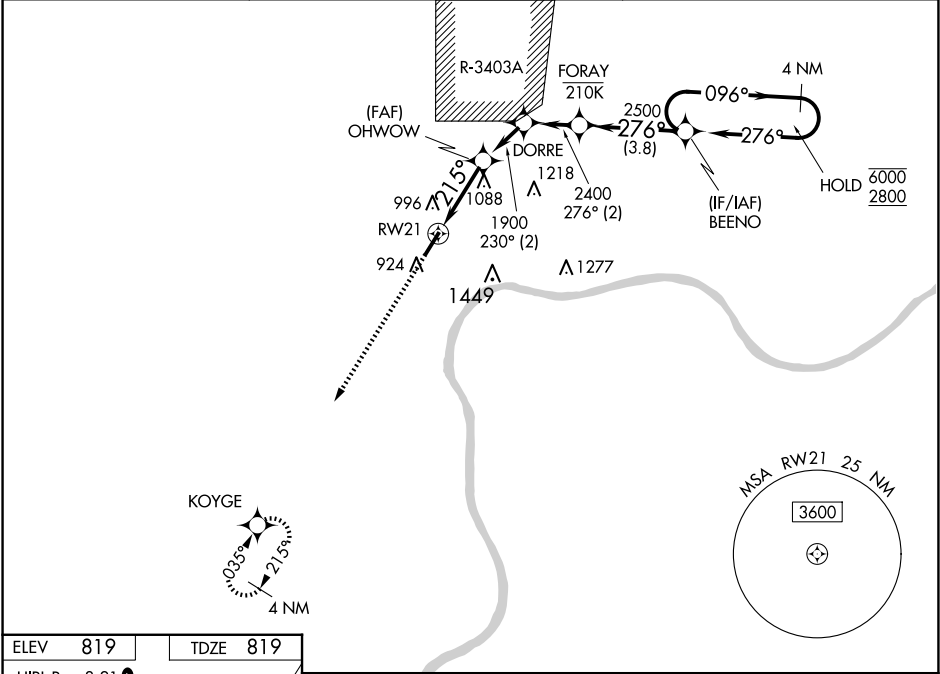 R-3403A
FORAY
210K
4 NM
096°
2500
276°
(3.8)
276°
(FAF)
OHWOW
DORRE
HOLD
6000
2800
(IF/IAF)
BEENO
215°
1218
2400
276° (2)
1088
996
1900
230° (2)
RW21
924
1277
1449
KOYGE
035°
215°
4 NM
MSA RW21 25 NM
3600
ELEV 819
TDZE 819